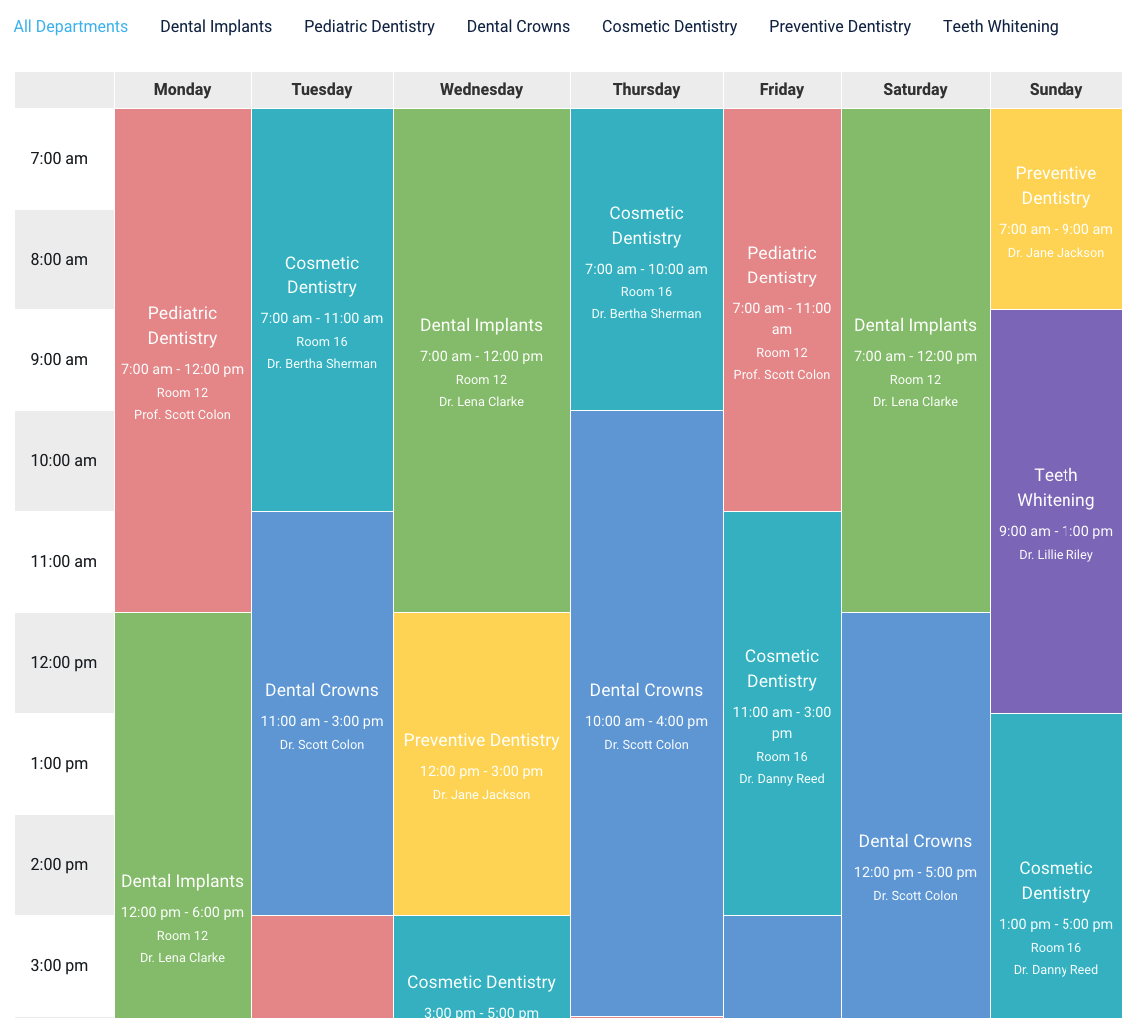 All Departments Dental Implants Pediatric Dentistry Dental Crowns Cosmetic Dentistry Preventive Dentistry Teeth Whitening
Monday Tuesday Wednesday Thursday Friday Saturday Sunday
7:00 am
8:00 am
9:00 am
10:00 am
11:00 am
12:00 pm
1:00 pm
2:00 pm
3:00 pm
Pediatric
Dentistry
7:00 am - 12:00 pm
Room 12
Prof. Scott Colon
Dental Implants
12:00 pm - 6:00 pm
Room 12
Dr. Lena Clarke
Cosmetic
Dentistry
7:00 am - 11:00 am
Room 16
Dr. Bertha Sherman
Dental Crowns
11:00 am - 3:00 pm
Dr. Scott Colon
Dental Implants
7:00 am - 12:00 pm
Room 12
Dr. Lena Clarke
Preventive Dentistry
12:00 pm - 3:00 pm
Dr. Jane Jackson
Cosmetic Dentistry
3:00 pm - 5:00 pm
Cosmetic
Dentistry
7:00 am - 10:00 am
Room 16
Dr. Bertha Sherman
Dental Crowns
10:00 am - 4:00 pm
Dr. Scott Colon
Pediatric
Dentistry
7:00 am - 11:00
am
Room 12
Prof. Scott Colon
Cosmetic
Dentistry
11:00 am - 3:00
pm
Room 16
Dr. Danny Reed
Dental Implants
7:00 am - 12:00 pm
Room 12
Dr. Lena Clarke
Dental Crowns
12:00 pm - 5:00 pm
Dr. Scott Colon
Preventive
Dentistry
7:00 am - 9:00 am
Dr. Jane Jackson
Teeth
Whitening
9:00 am - 1:00 pm
Dr. Lillie Riley
Cosmetic
Dentistry
1:00 pm - 5:00 pm
Room 16
Dr. Danny Reed